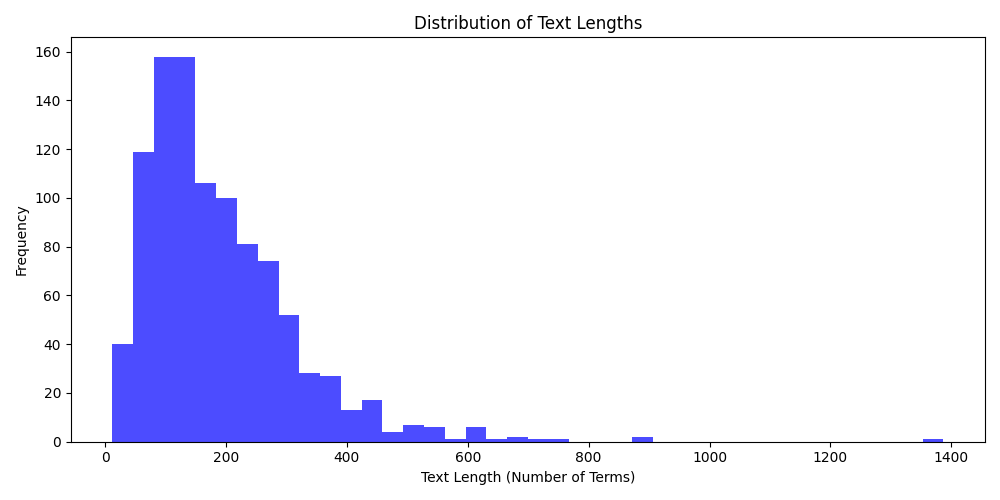 Distribution of Text Lengths
160
140
120
100
80
60
40
20
0
Frequency
0 200 400 600 800 1000 1200 1400
Text Length (Number of Terms)